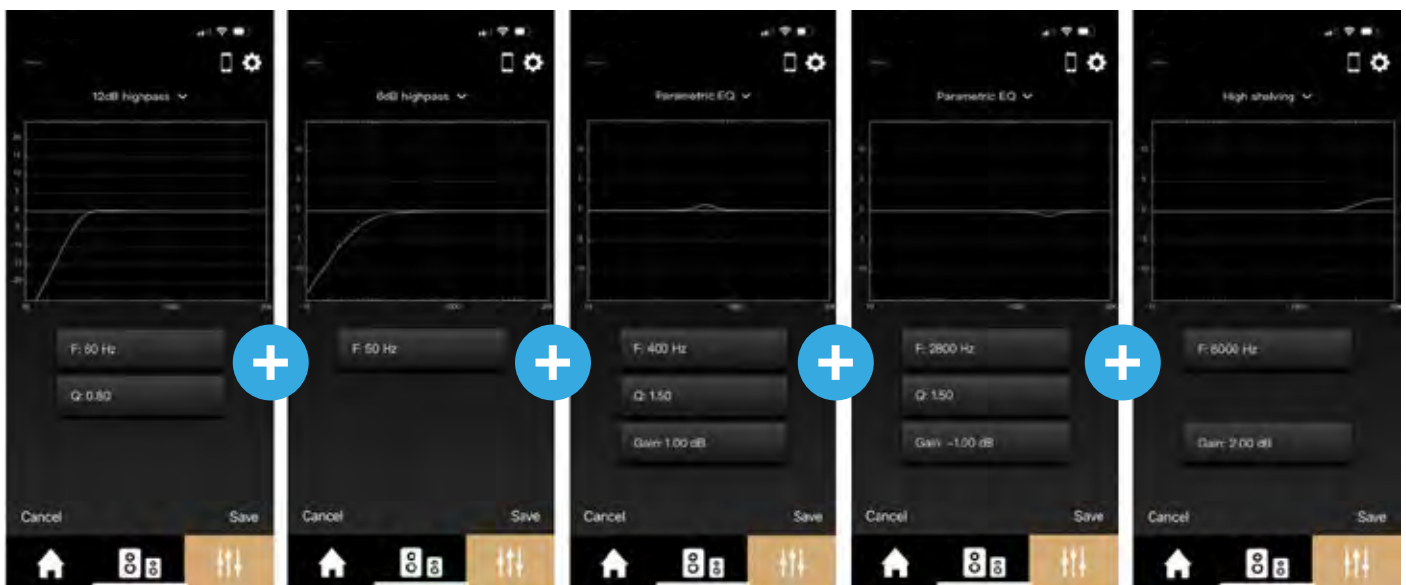 12dB highpass
F: 60 Hz
Q: 0.80
Cancel Save
6dB highpass
F: 50 Hz
Cancel Save
Parametric EQ
F: 400 Hz
Q: 1.50
Gain: 1.00 dB
Cancel Save
Parametric EQ
F: 2800 Hz
Q: 1.50
Gain: -1.00 dB
Cancel Save
High shelving
F: 6000 Hz
Gain: 2.00 dB
Cancel Save